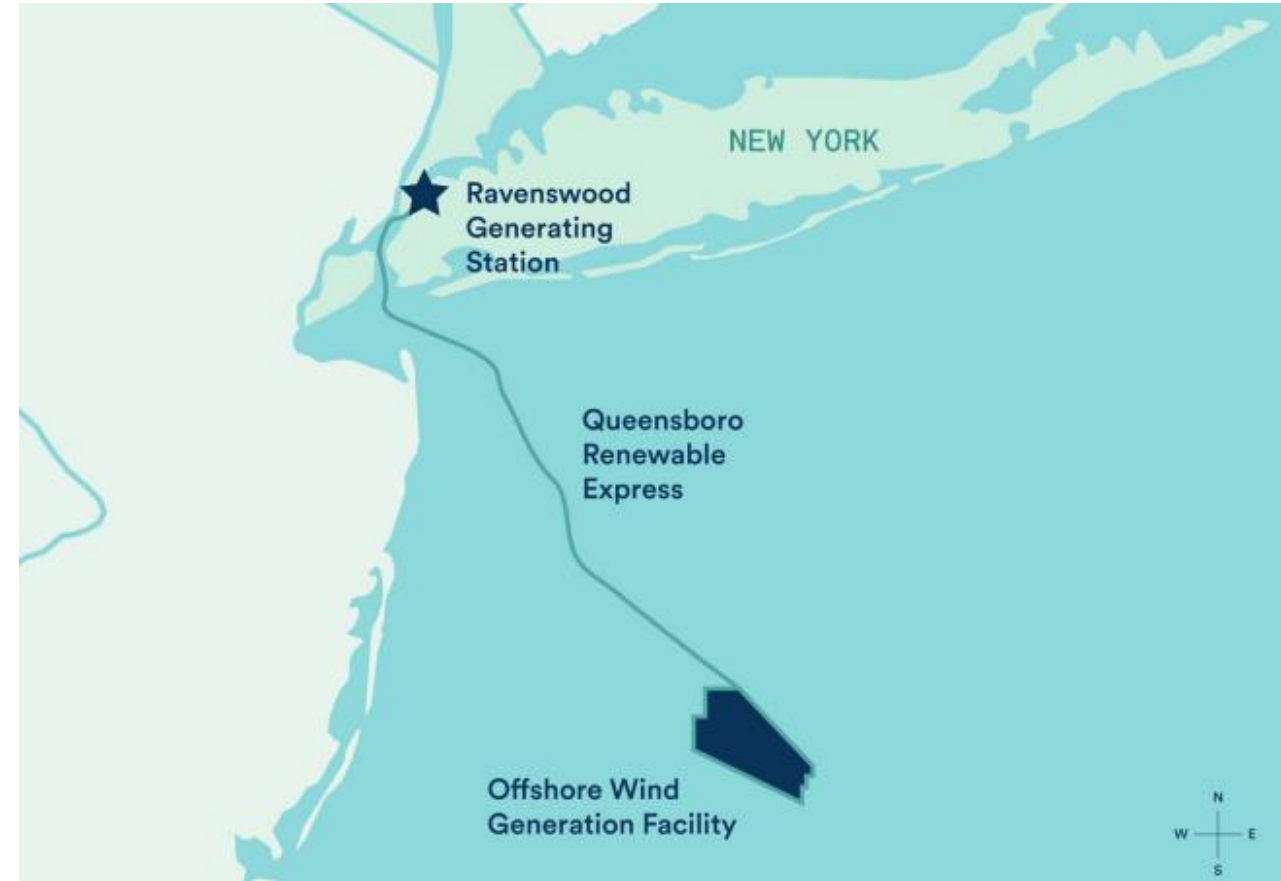 NEW YORK
Ravenswood
Generating
Station
Queensboro
Renewable
Express
Offshore Wind
Generation Facility
N
W E
S